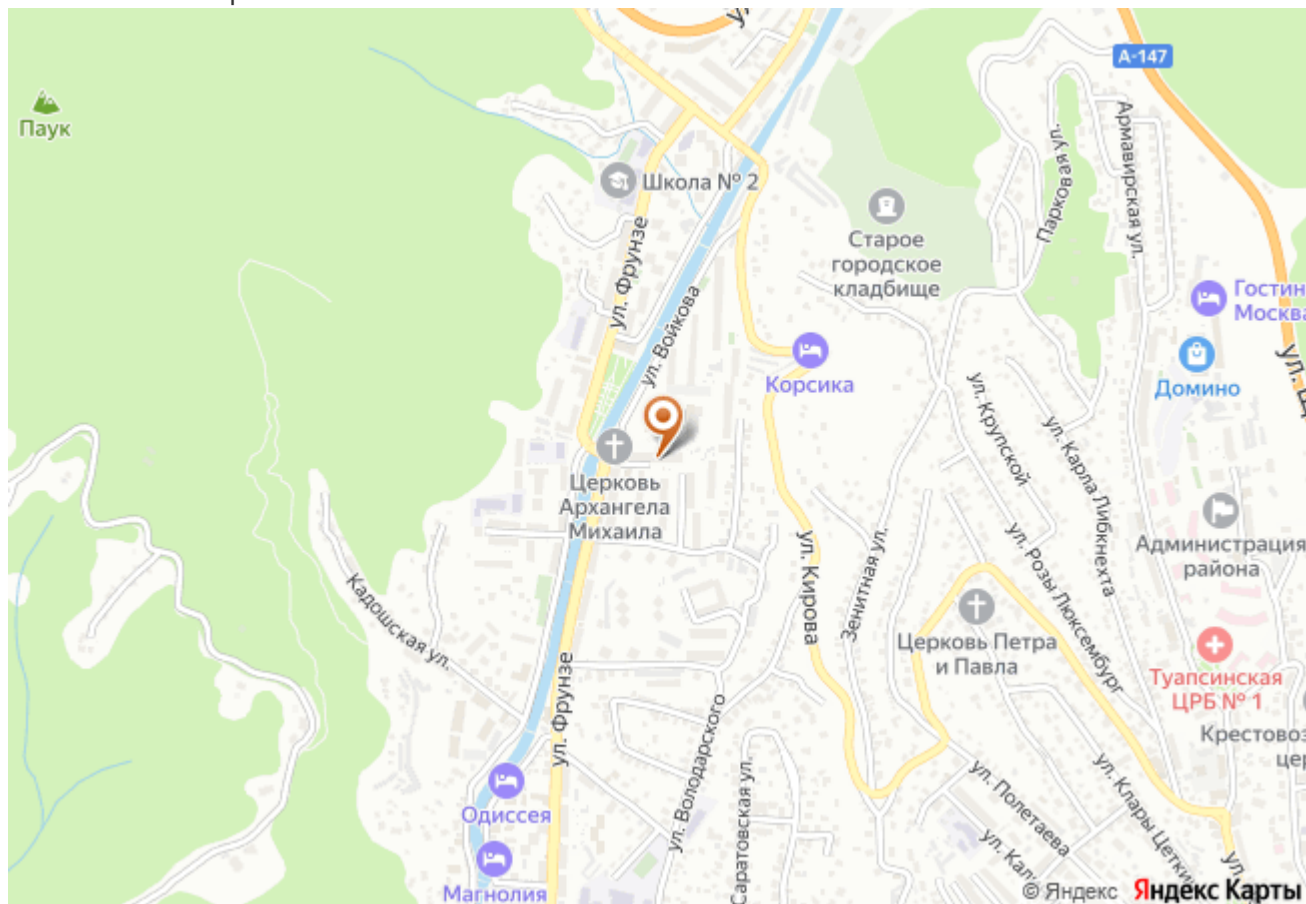 А-147
Паук
Школа № 2
ул. Фрунзе
ул. Войкова
Старое
городское
кладбище
Парковая ул.
Армавирская ул.
Гостин
Москва
Домино
Корсика
ул. Крупской
ул. Карла Либкнехта
Церковь
Архангела
Михаила
ул. Кирова
Зенитная ул.
ул. Розы Люксембург
Администрация
района
Кадошская ул.
Церковь Петра
и Павла
Туапсинская
ЦРБ № 1
Крестовоз
цер
ул. Фрунзе
ул. Володарского
Саратовская ул.
ул. Полетаева
ул. Клары Цеткин
ул. Кал
ул.
Одиссея
Магнолия
© Яндекс Яндекс Карты